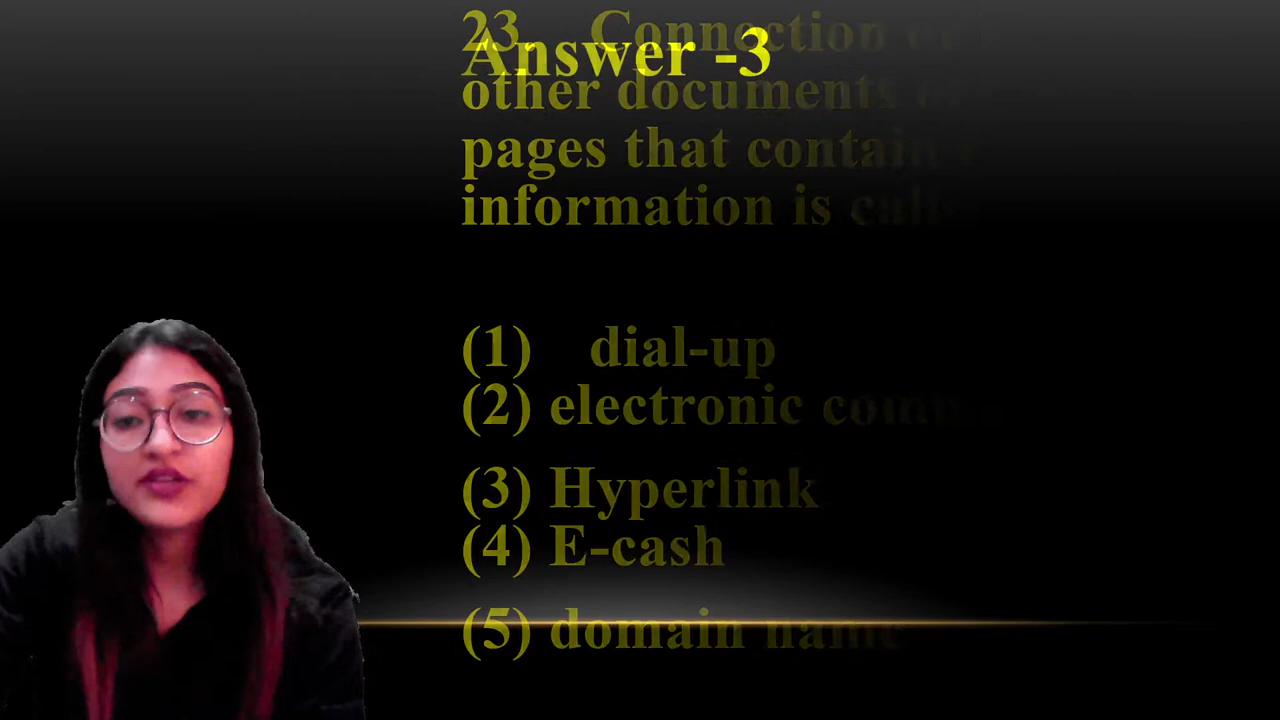 Answer -3
23. Connection
other documents
pages that contain
information is
(1) dial-up
(2) electronic
(3) Hyperlink
(4) E-cash
(5) domain name